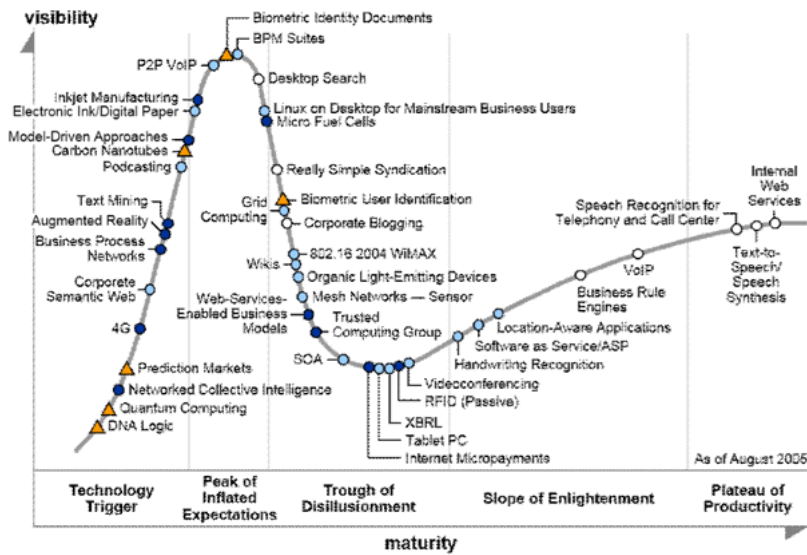 visibility
Biometric Identity Documents
BPM Suites
P2P VoIP
Desktop Search
Inkjet Manufacturing
Electronic Ink/Digital Paper
Linux on Desktop for Mainstream Business Users
Micro Fuel Cells
Model-Driven Approaches
Carbon Nanotubes
Podcasting
Really Simple Syndication
Text Mining
Augmented Reality
Business Process
Networks
Biometric User Identification
Grid
Computing
Corporate Blogging
Speech Recognition for
Telephony and Call Center
Internal
Web
Services
802.16 2004 WiMAX
Wikis
Organic Light-Emitting Devices
VoIP
Text-to-
Speech/
Speech
Synthesis
Corporate
Semantic Web
Web-Services-
Enabled Business
Models
Mesh Networks — Sensor
Business Rule
Engines
4G
Trusted
Computing Group
Location-Aware Applications
Software as Service/ASP
Handwriting Recognition
SOA
Prediction Markets
Networked Collective Intelligence
Quantum Computing
DNA Logic
Videoconferencing
RFID (Passive)
XBRL
Tablet PC
Internet Micropayments
As of August 2005
Technology
Trigger
Peak of
Inflated
Expectations
Trough of
Disillusionment
Slope of Enlightenment
Plateau of
Productivity
maturity